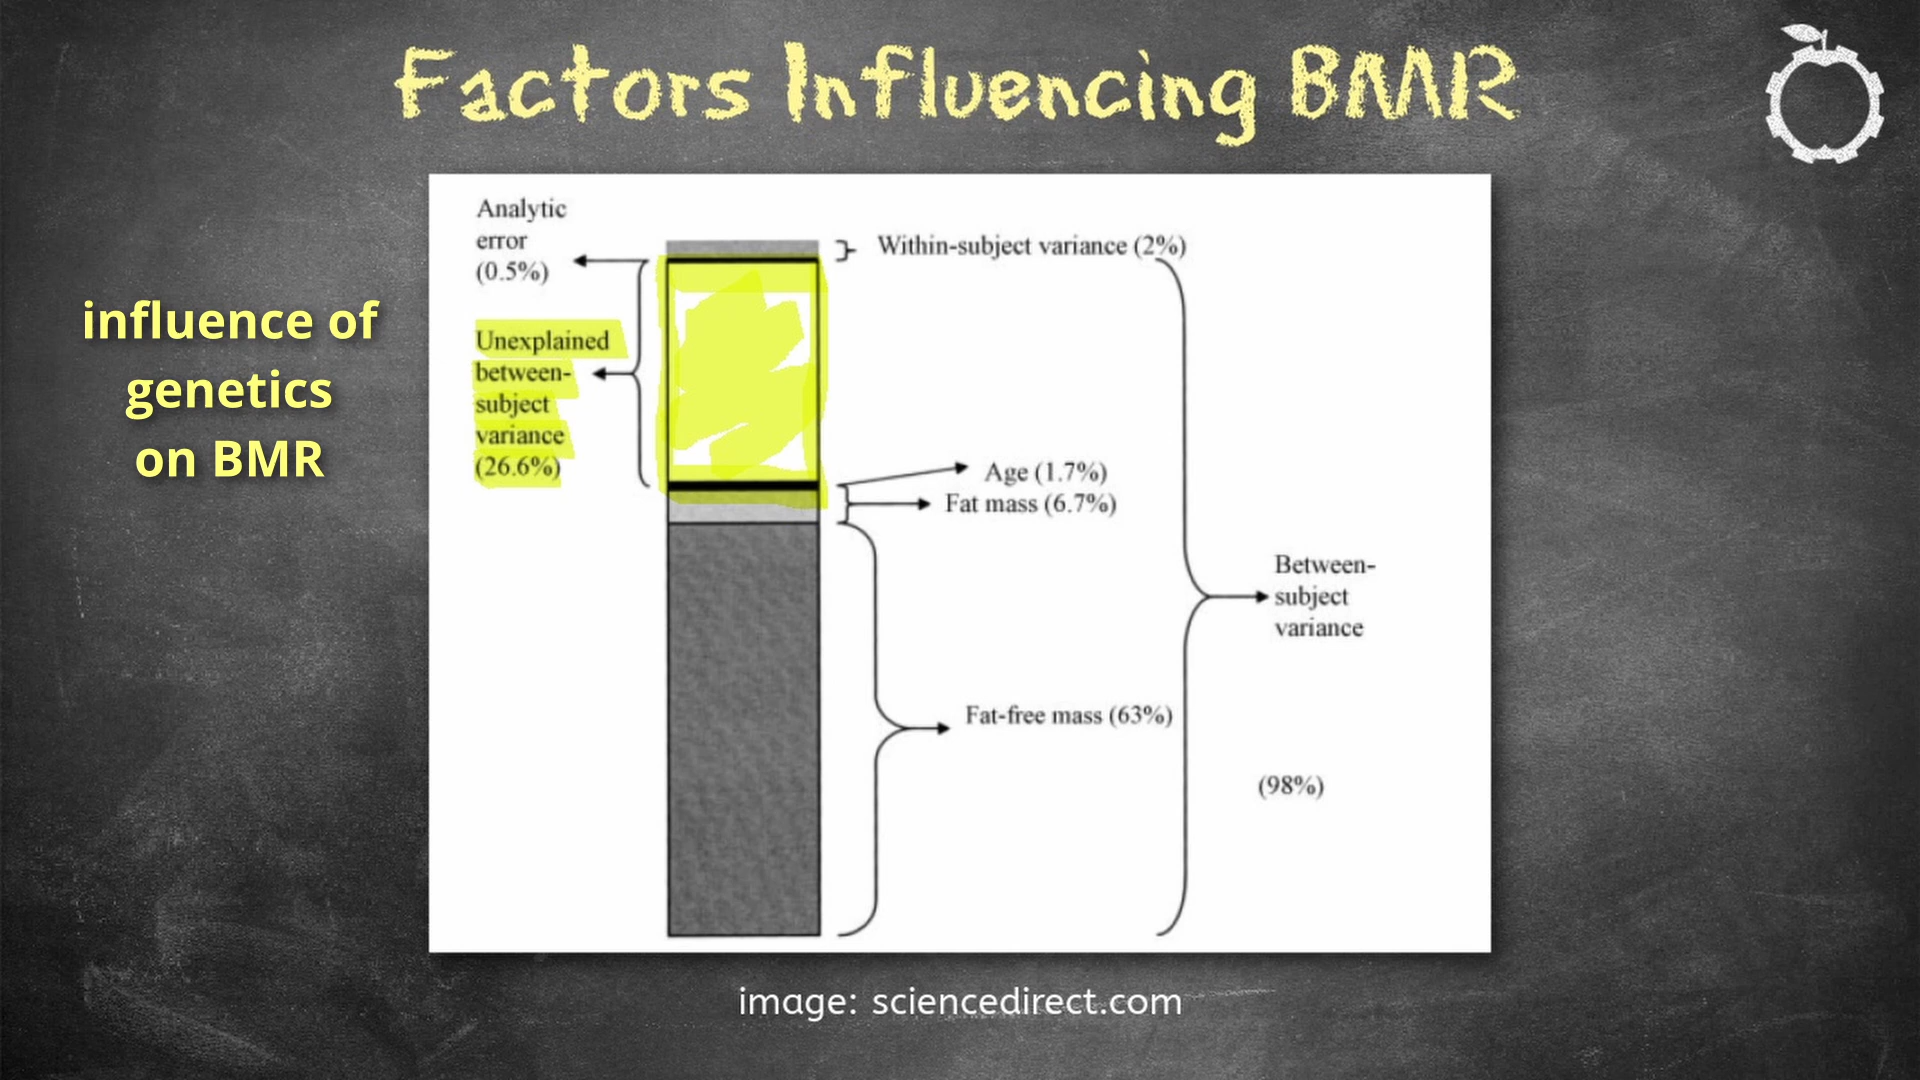 Factors Influencing BMR
influence of
genetics
on BMR
Analytic
error
(0.5%)
Within-subject variance (2%)
Unexplained
between-
subject
variance
(26.6%)
Age (1.7%)
Fat mass (6.7%)
Between-
subject
variance
Fat-free mass (63%)
(98%)
image: sciencedirect.com